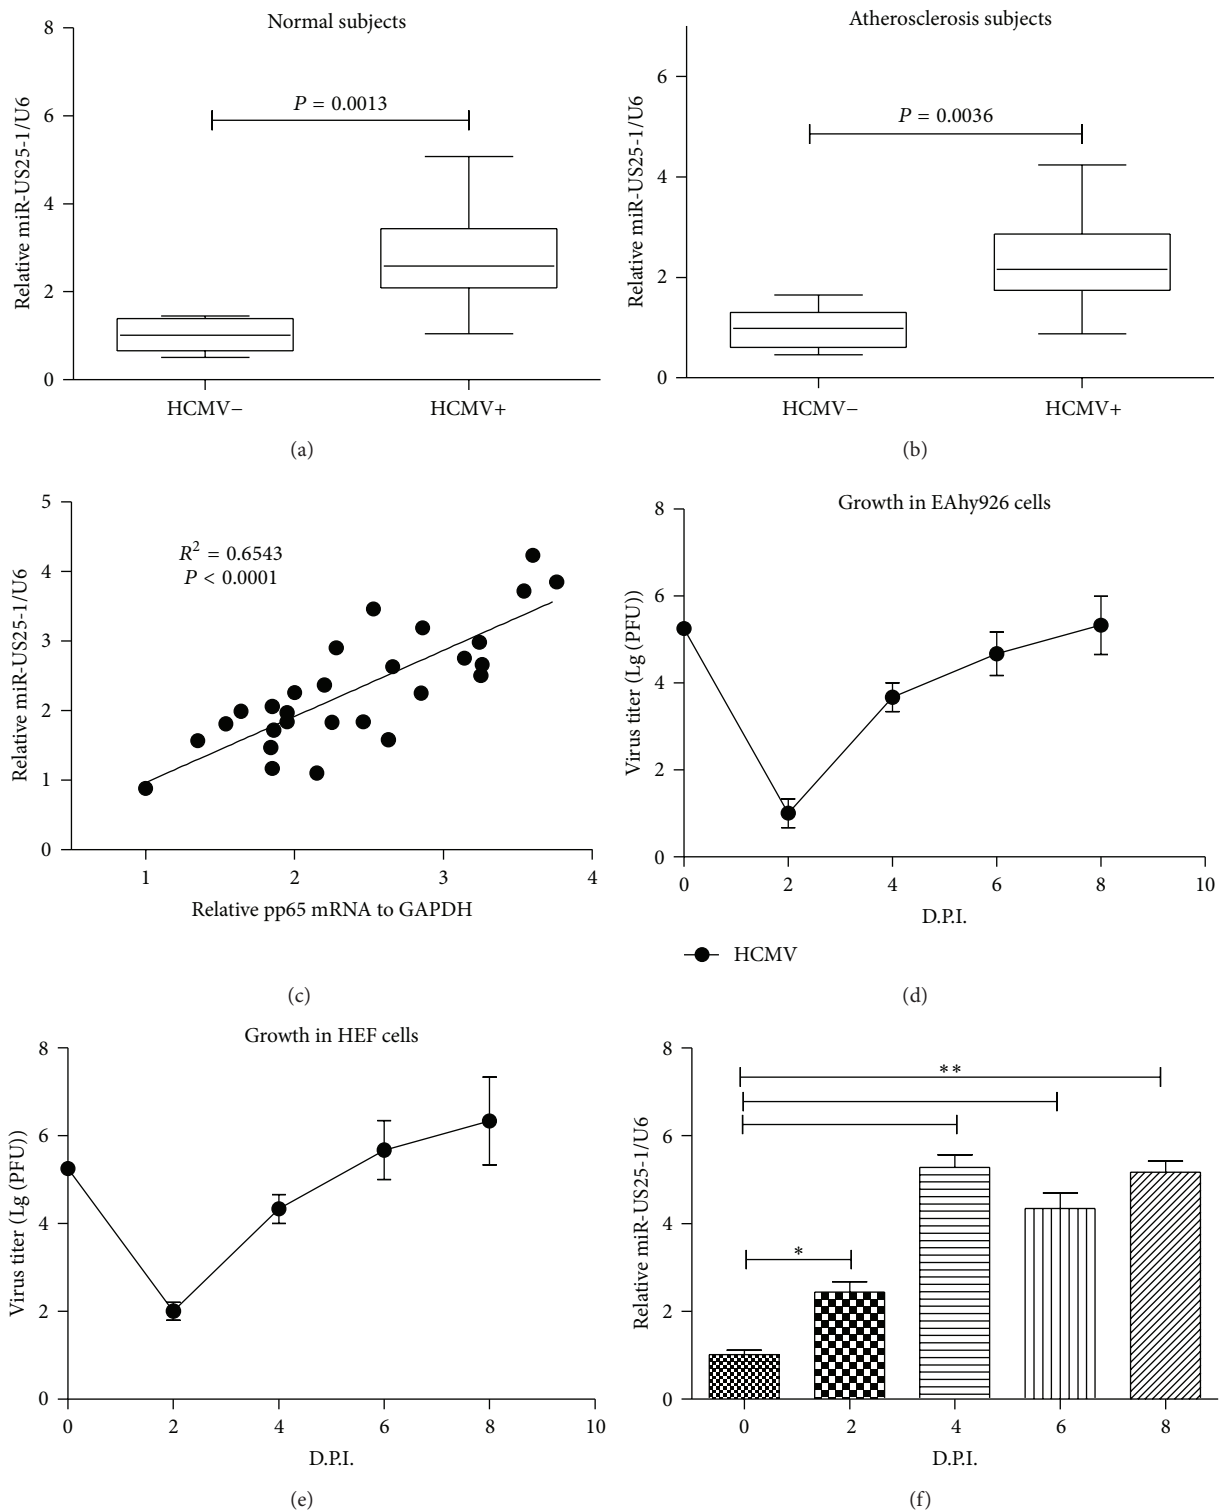 Normal subjects
8
6
4
2
0
Relative miR-US25-1/U6
P = 0.0013
HCMV−
HCMV+
(a)
Atherosclerosis subjects
6
4
2
0
Relative miR-US25-1/U6
P = 0.0036
HCMV−
HCMV+
(b)
5
4
3
2
1
0
Relative miR-US25-1/U6
R² = 0.6543
P < 0.0001
1 2 3 4
Relative pp65 mRNA to GAPDH
(c)
Growth in EAhy926 cells
8
6
4
2
0
Virus titer (Lg (PFU))
0 2 4 6 8 10
D.P.I.
HCMV
(d)
Growth in HEF cells
8
6
4
2
0
Virus titer (Lg (PFU))
0 2 4 6 8 10
D.P.I.
(e)
8
6
4
2
0
Relative miR-US25-1/U6
**
*
0 2 4 6 8
D.P.I.
(f)